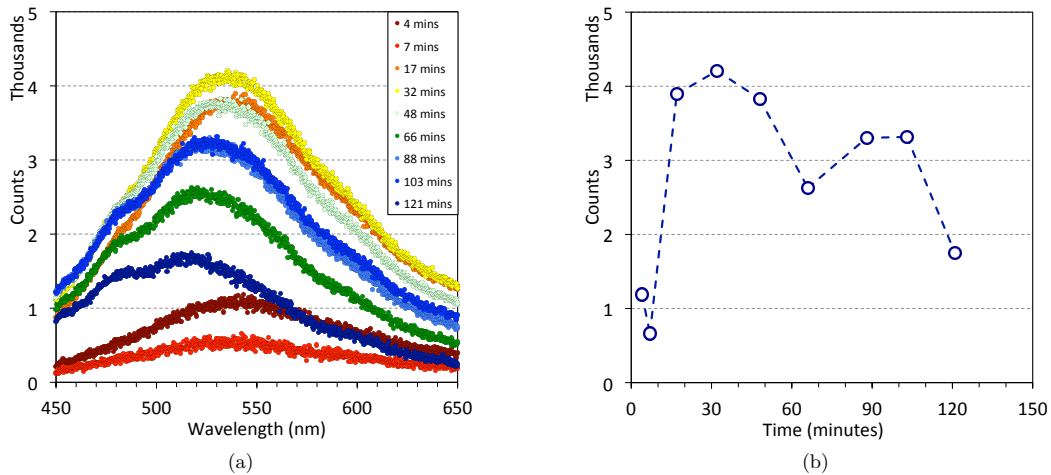 Thousands
Counts
5
4
3
2
1
0
450
500
550
600
650
Wavelength (nm)
4 mins
7 mins
17 mins
32 mins
48 mins
66 mins
88 mins
103 mins
121 mins
(a)
Thousands
Counts
5
4
3
2
1
0
0
30
60
90
120
150
Time (minutes)
(b)